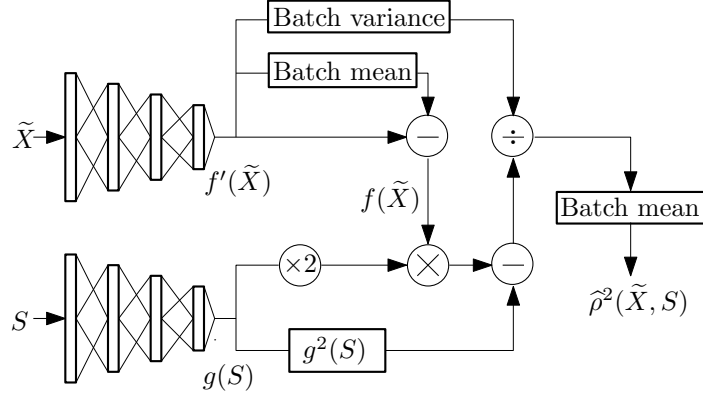 Batch variance
Batch mean
X̃
−
÷
f′(X̃)
f(X̃)
Batch mean
×2
×
−
ρ̂²(X̃, S)
S
g²(S)
g(S)